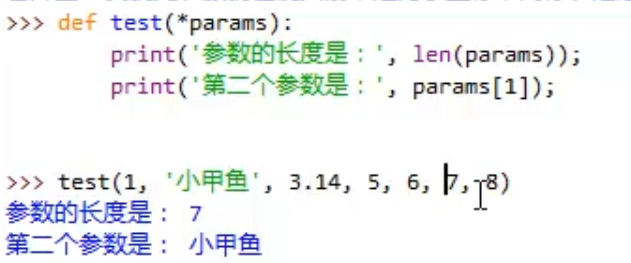 >>> def test(*params):
        print('参数的长度是：', len(params));
        print('第二个参数是：', params[1]);
>>> test(1, '小甲鱼', 3.14, 5, 6, 7, 8)
参数的长度是： 7
第二个参数是： 小甲鱼